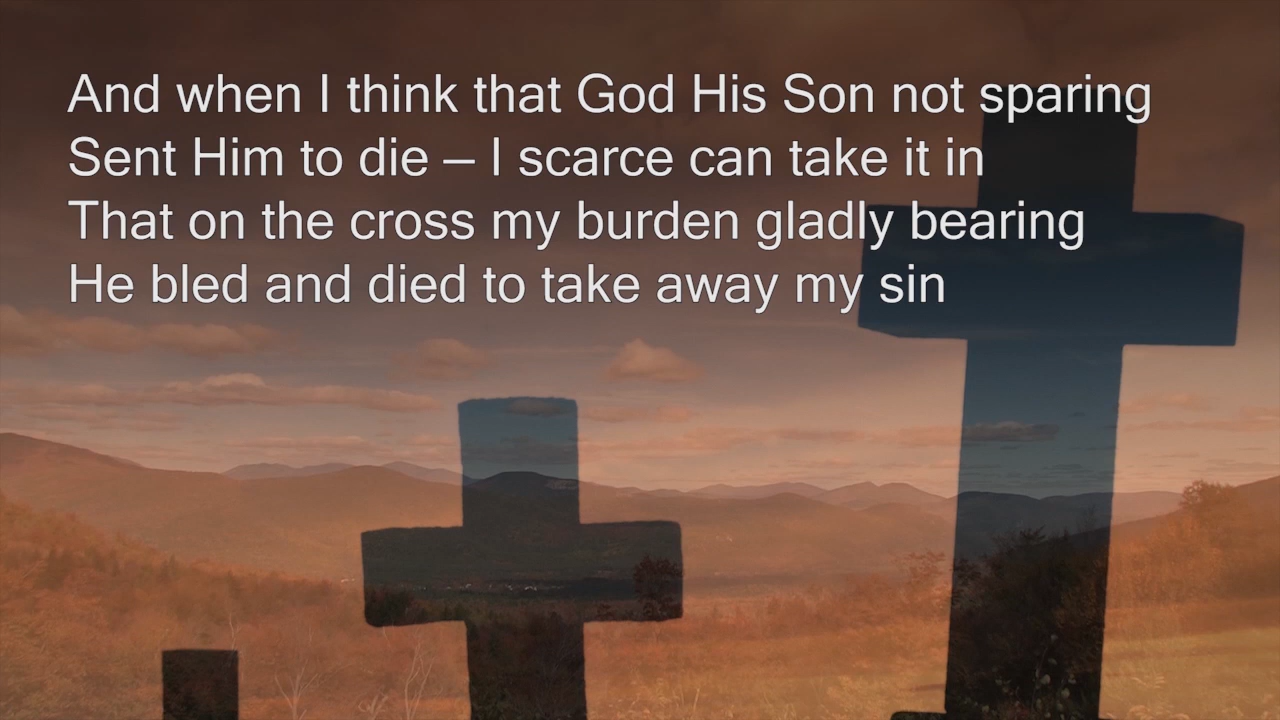 And when I think that God His Son not sparing
Sent Him to die – I scarce can take it in
That on the cross my burden gladly bearing
He bled and died to take away my sin